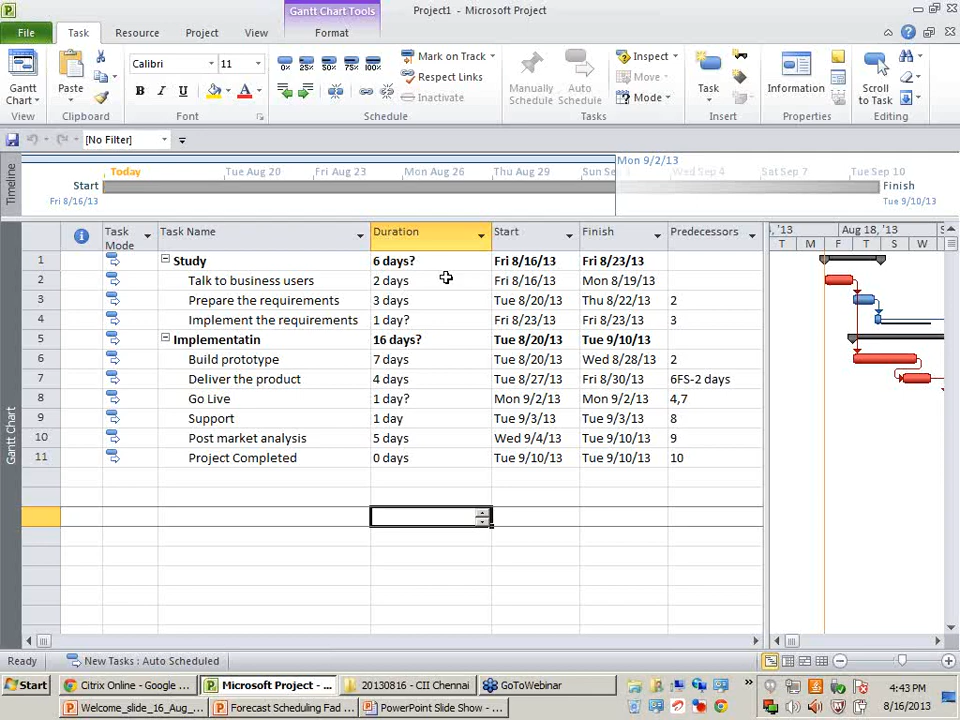 Gantt Chart Tools
Project1 - Microsoft Project
File Task Resource Project View Format
Gantt Chart
View
Paste
Clipboard
Calibri 11
B I U A
Font
0% 25% 50% 75% 100%
Mark on Track
Respect Links
Inactivate
Schedule
Manually Schedule
Auto Schedule
Inspect
Move
Mode
Tasks
Task
Insert
Information
Properties
Scroll to Task
Editing
[No Filter]
Mon 9/2/13
Timeline
Today Tue Aug 20 Fri Aug 23 Mon Aug 26 Thu Aug 29 Sun Sep Wed Sep 4 Sat Sep 7 Tue Sep 10
Start
Fri 8/16/13
Finish
Tue 9/10/13
Task Mode Task Name Duration Start Finish Predecessors
, '13 Aug 18, '13
T M F T S W
1 Study 6 days? Fri 8/16/13 Fri 8/23/13
2 Talk to business users 2 days Fri 8/16/13 Mon 8/19/13
3 Prepare the requirements 3 days Tue 8/20/13 Thu 8/22/13 2
4 Implement the requirements 1 day? Fri 8/23/13 Fri 8/23/13 3
5 Implementatin 16 days? Tue 8/20/13 Tue 9/10/13
6 Build prototype 7 days Tue 8/20/13 Wed 8/28/13 2
7 Deliver the product 4 days Tue 8/27/13 Fri 8/30/13 6FS-2 days
8 Go Live 1 day? Mon 9/2/13 Mon 9/2/13 4,7
9 Support 1 day Tue 9/3/13 Tue 9/3/13 8
10 Post market analysis 5 days Wed 9/4/13 Tue 9/10/13 9
11 Project Completed 0 days Tue 9/10/13 Tue 9/10/13 10
Gantt Chart
Ready New Tasks : Auto Scheduled
Start Citrix Online - Google ... Microsoft Project - ... 20130816 - CII Chennai GoToWebinar
4:43 PM
Welcome_slide_16_Aug_... Forecast Scheduling Fad ... PowerPoint Slide Show - ...
8/16/2013